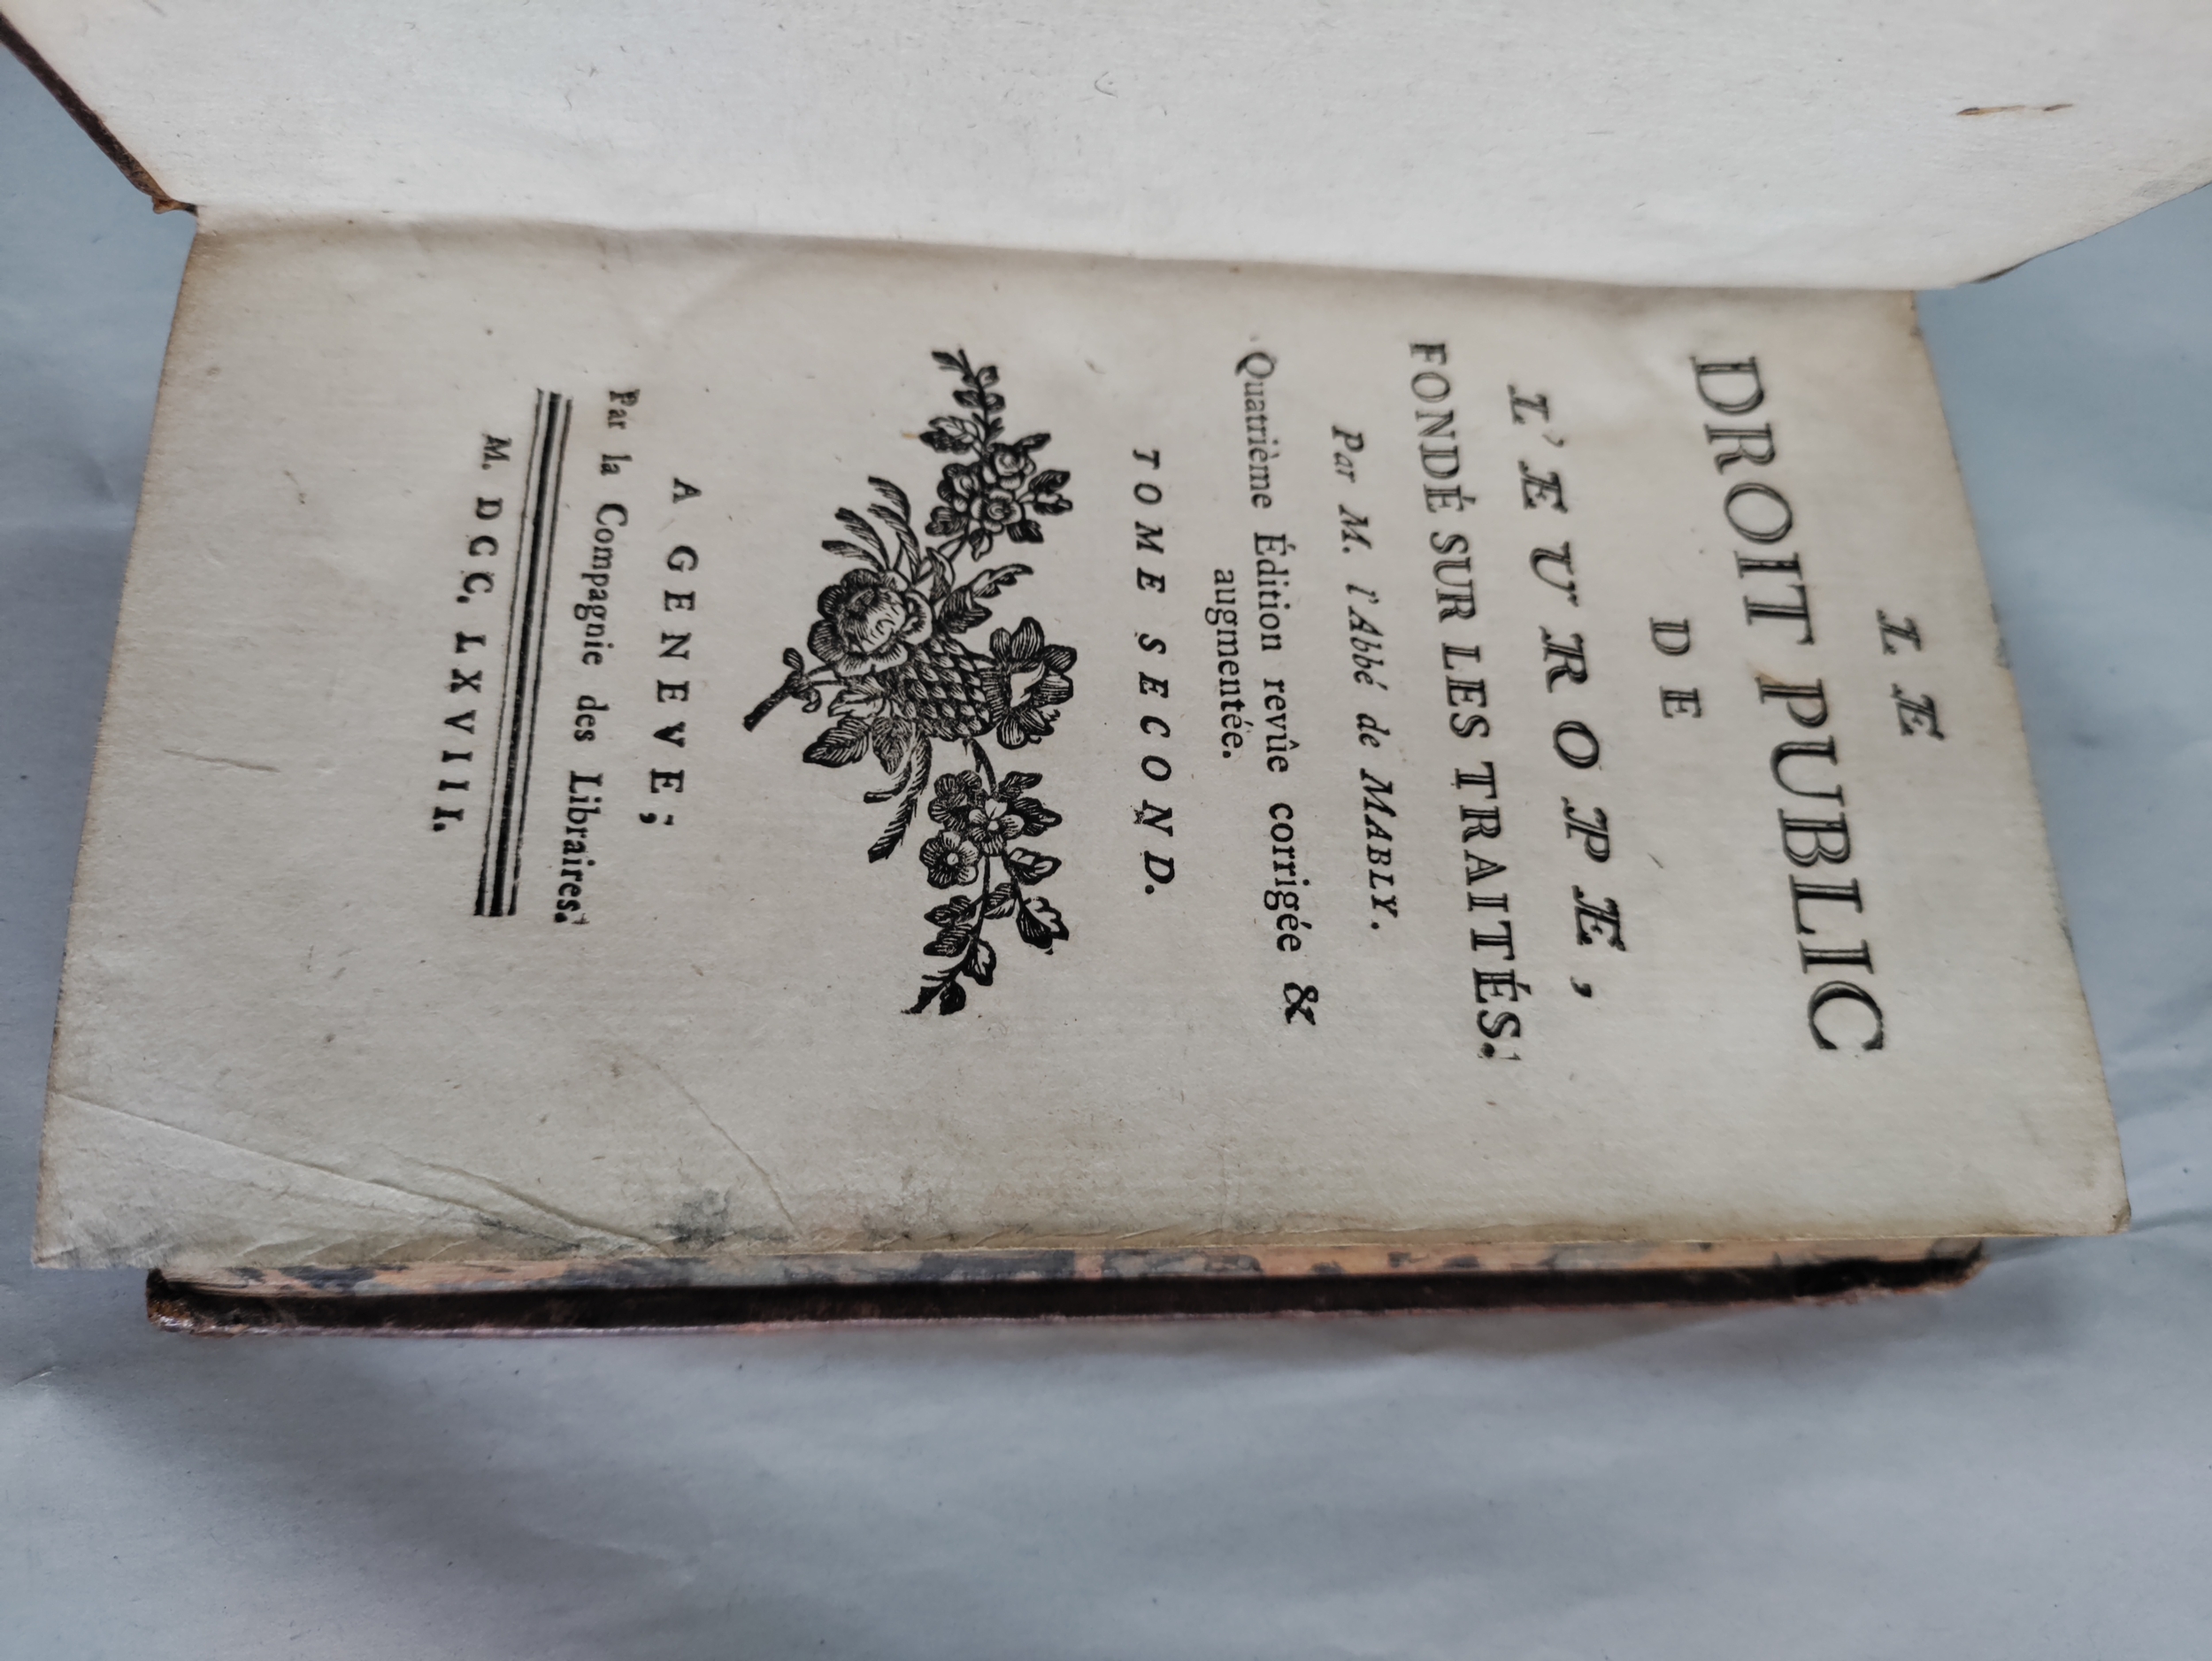 LE
DROIT PUBLIC
DE
L'EUROPE,
FONDÉ SUR LES TRAITÉS.
Par M. l'Abbé de MABLY.
Quatrième Édition revûe corrigée &
augmentée.
TOME SECOND.
A GENEVE;
Par la Compagnie des Libraires.
M. DCC. LXVIII.